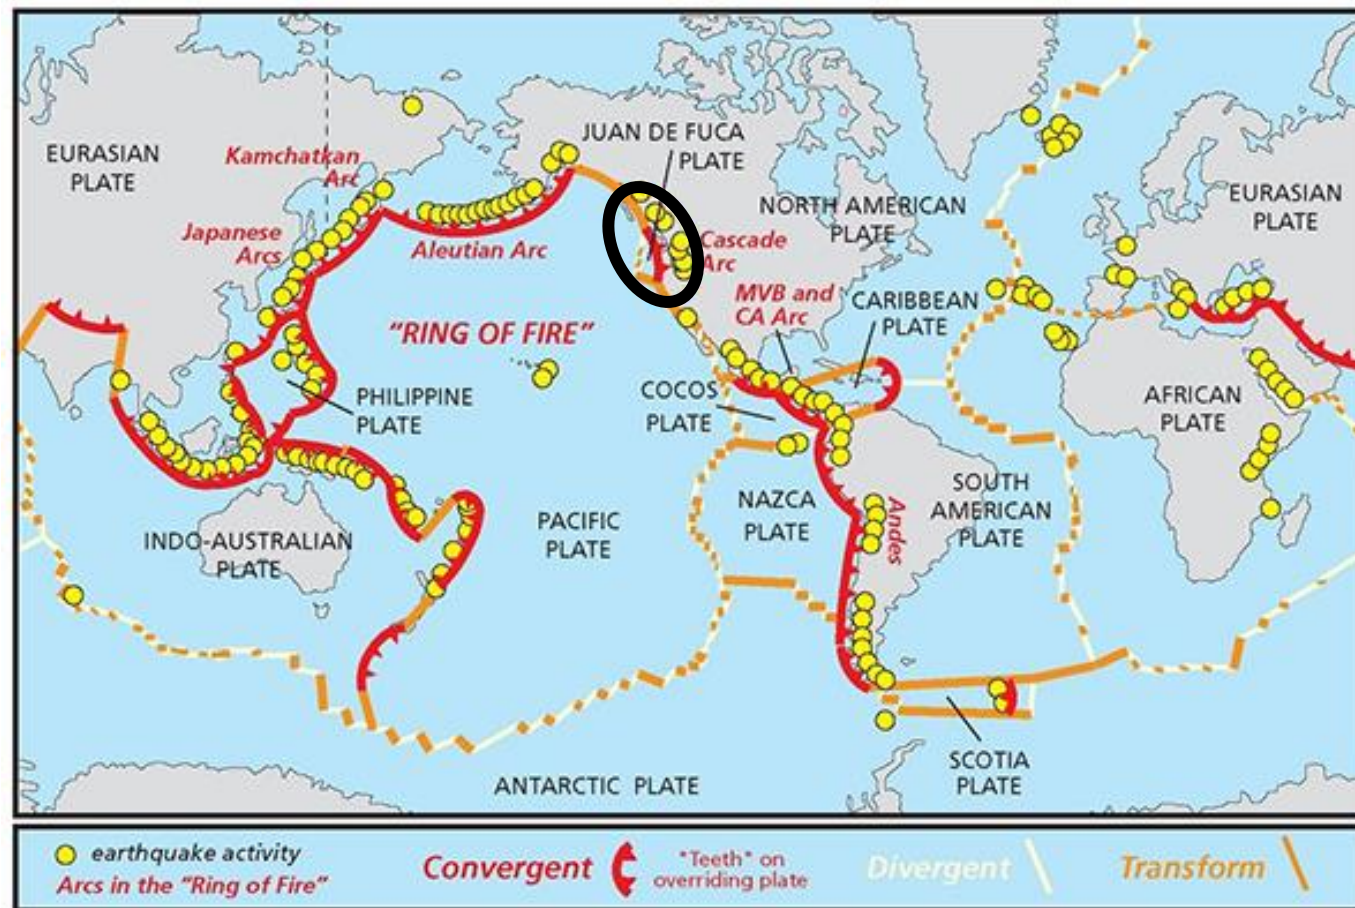 EURASIAN
PLATE
Kamchatkan
Arc
Japanese
Arcs
Aleutian Arc
JUAN DE FUCA
PLATE
NORTH AMERICAN
PLATE
Cascade
Arc
MVB and
CA Arc
CARIBBEAN
PLATE
EURASIAN
PLATE
"RING OF FIRE"
PHILIPPINE
PLATE
COCOS
PLATE
AFRICAN
PLATE
INDO-AUSTRALIAN
PLATE
PACIFIC
PLATE
NAZCA
PLATE
Andes
SOUTH
AMERICAN
PLATE
SCOTIA
PLATE
ANTARCTIC PLATE
earthquake activity
Arcs in the "Ring of Fire"
Convergent
"Teeth" on
overriding plate
Divergent
Transform